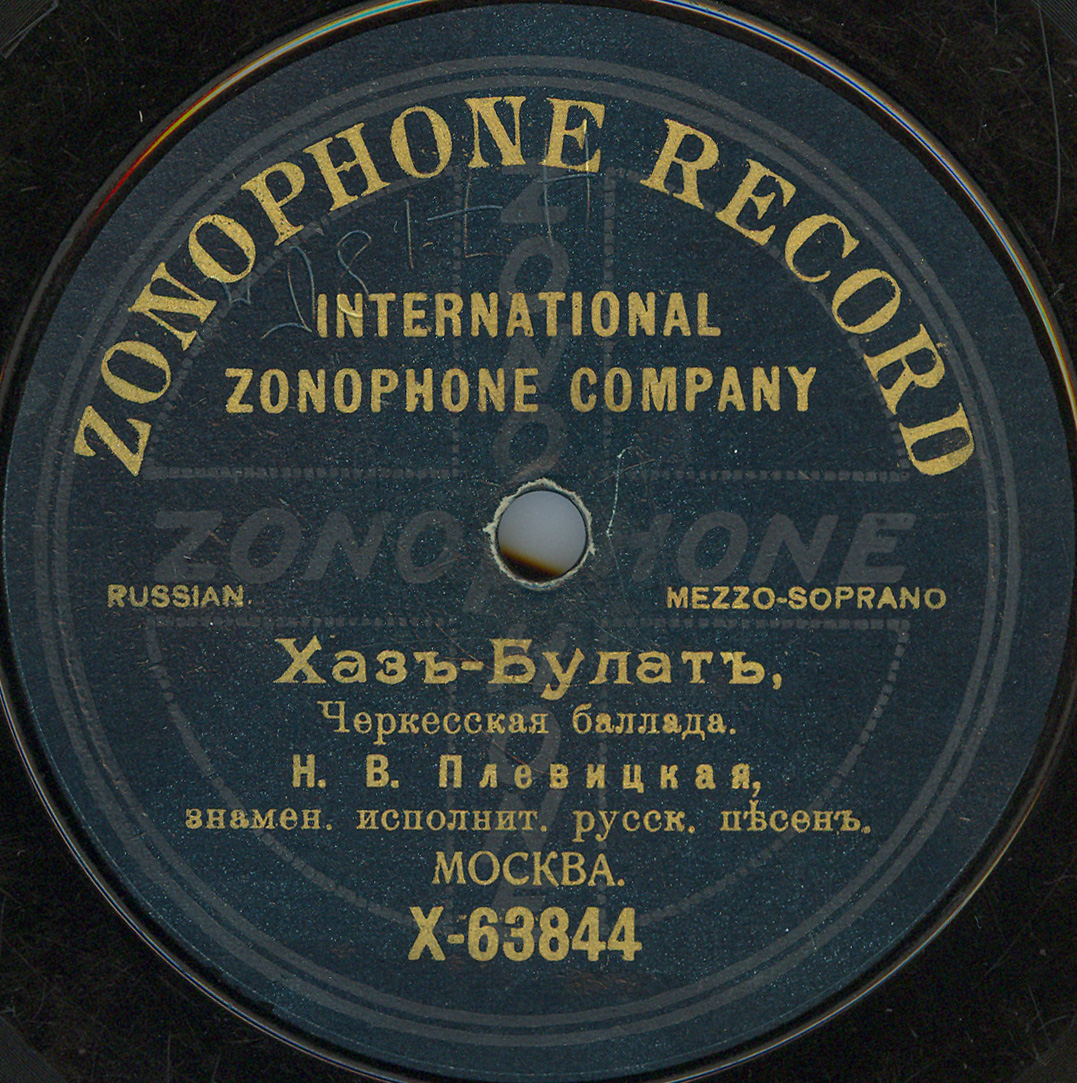 ZONOPHONE RECORD
INTERNATIONAL
ZONOPHONE COMPANY
ZONOPHONE
RUSSIAN.
MEZZO-SOPRANO
Хазъ-Булатъ,
Черкесская баллада.
Н. В. Плевицкая,
знамен. исполнит. русск. пѣсенъ.
МОСКВА.
X-63844